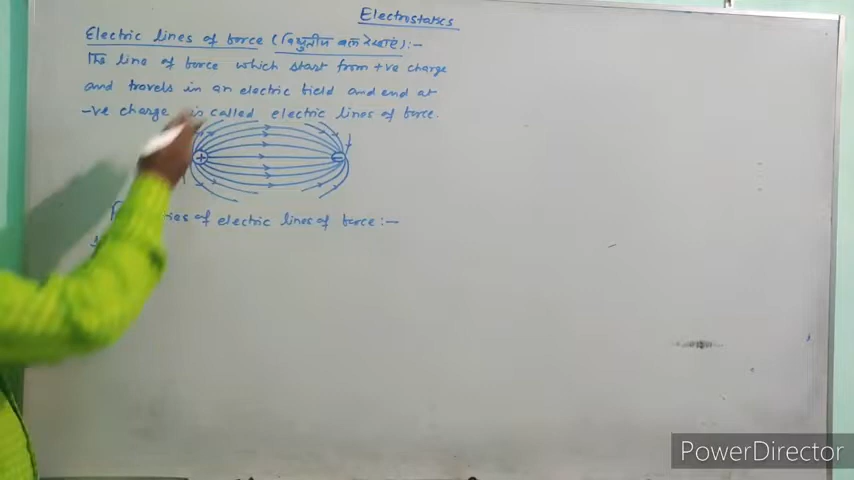 Electrostatics
Electric lines of force (विद्युतीय बल रेखाएं):-
The line of force which start from +ve charge
and travels in an electric field and end at
-ve charge is called electric lines of force.
+ -
of electric lines of force:-
PowerDirector